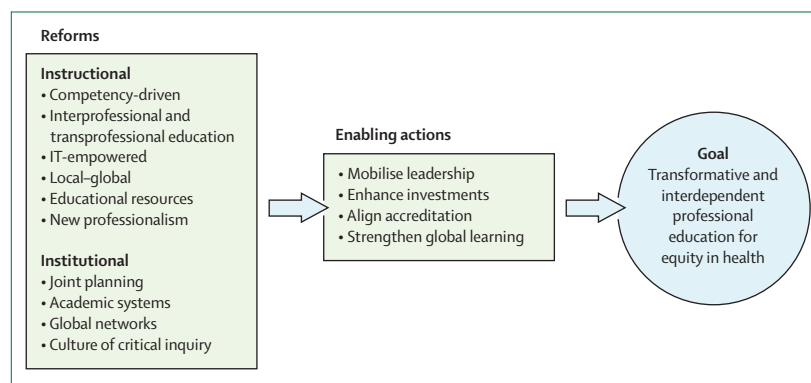 Reforms
Instructional
• Competency-driven
• Interprofessional and
transprofessional education
• IT-empowered
• Local–global
• Educational resources
• New professionalism
Institutional
• Joint planning
• Academic systems
• Global networks
• Culture of critical inquiry
Enabling actions
• Mobilise leadership
• Enhance investments
• Align accreditation
• Strengthen global learning
Goal
Transformative and
interdependent
professional
education for
equity in health